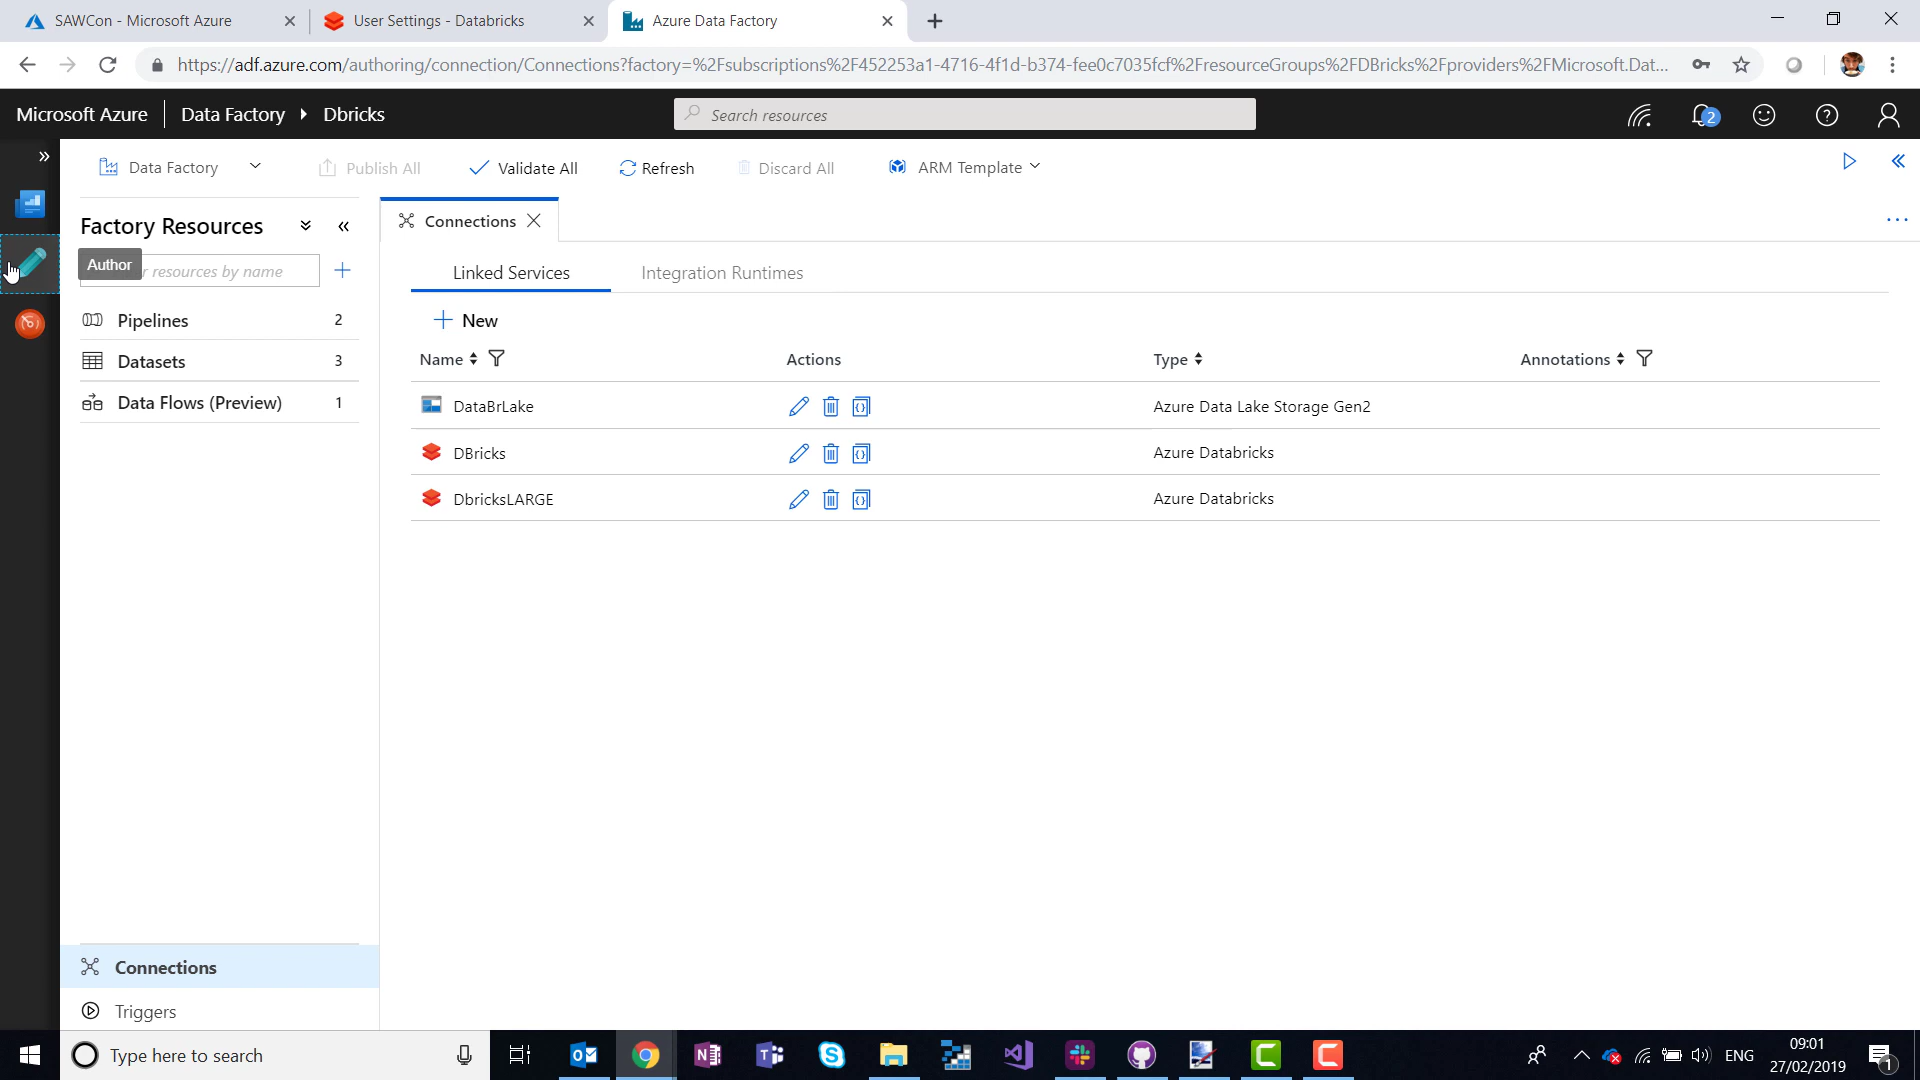 SAWCon - Microsoft Azure
User Settings - Databricks
Azure Data Factory
https://adf.azure.com/authoring/connection/Connections?factory=%2Fsubscriptions%2F452253a1-4716-4f1d-b374-fee0c7035fcf%2FresourceGroups%2FDBricks%2Fproviders%2FMicrosoft.Dat...
Microsoft Azure
Data Factory
Dbricks
Search resources
2
Data Factory
Publish All
Validate All
Refresh
Discard All
ARM Template
Factory Resources
Connections
Author
resources by name
Linked Services
Integration Runtimes
Pipelines 2
Datasets 3
Data Flows (Preview) 1
New
Name
Actions
Type
Annotations
DataBrLake
Azure Data Lake Storage Gen2
DBricks
Azure Databricks
DbricksLARGE
Azure Databricks
Connections
Triggers
Type here to search
ENG
09:01
27/02/2019
1